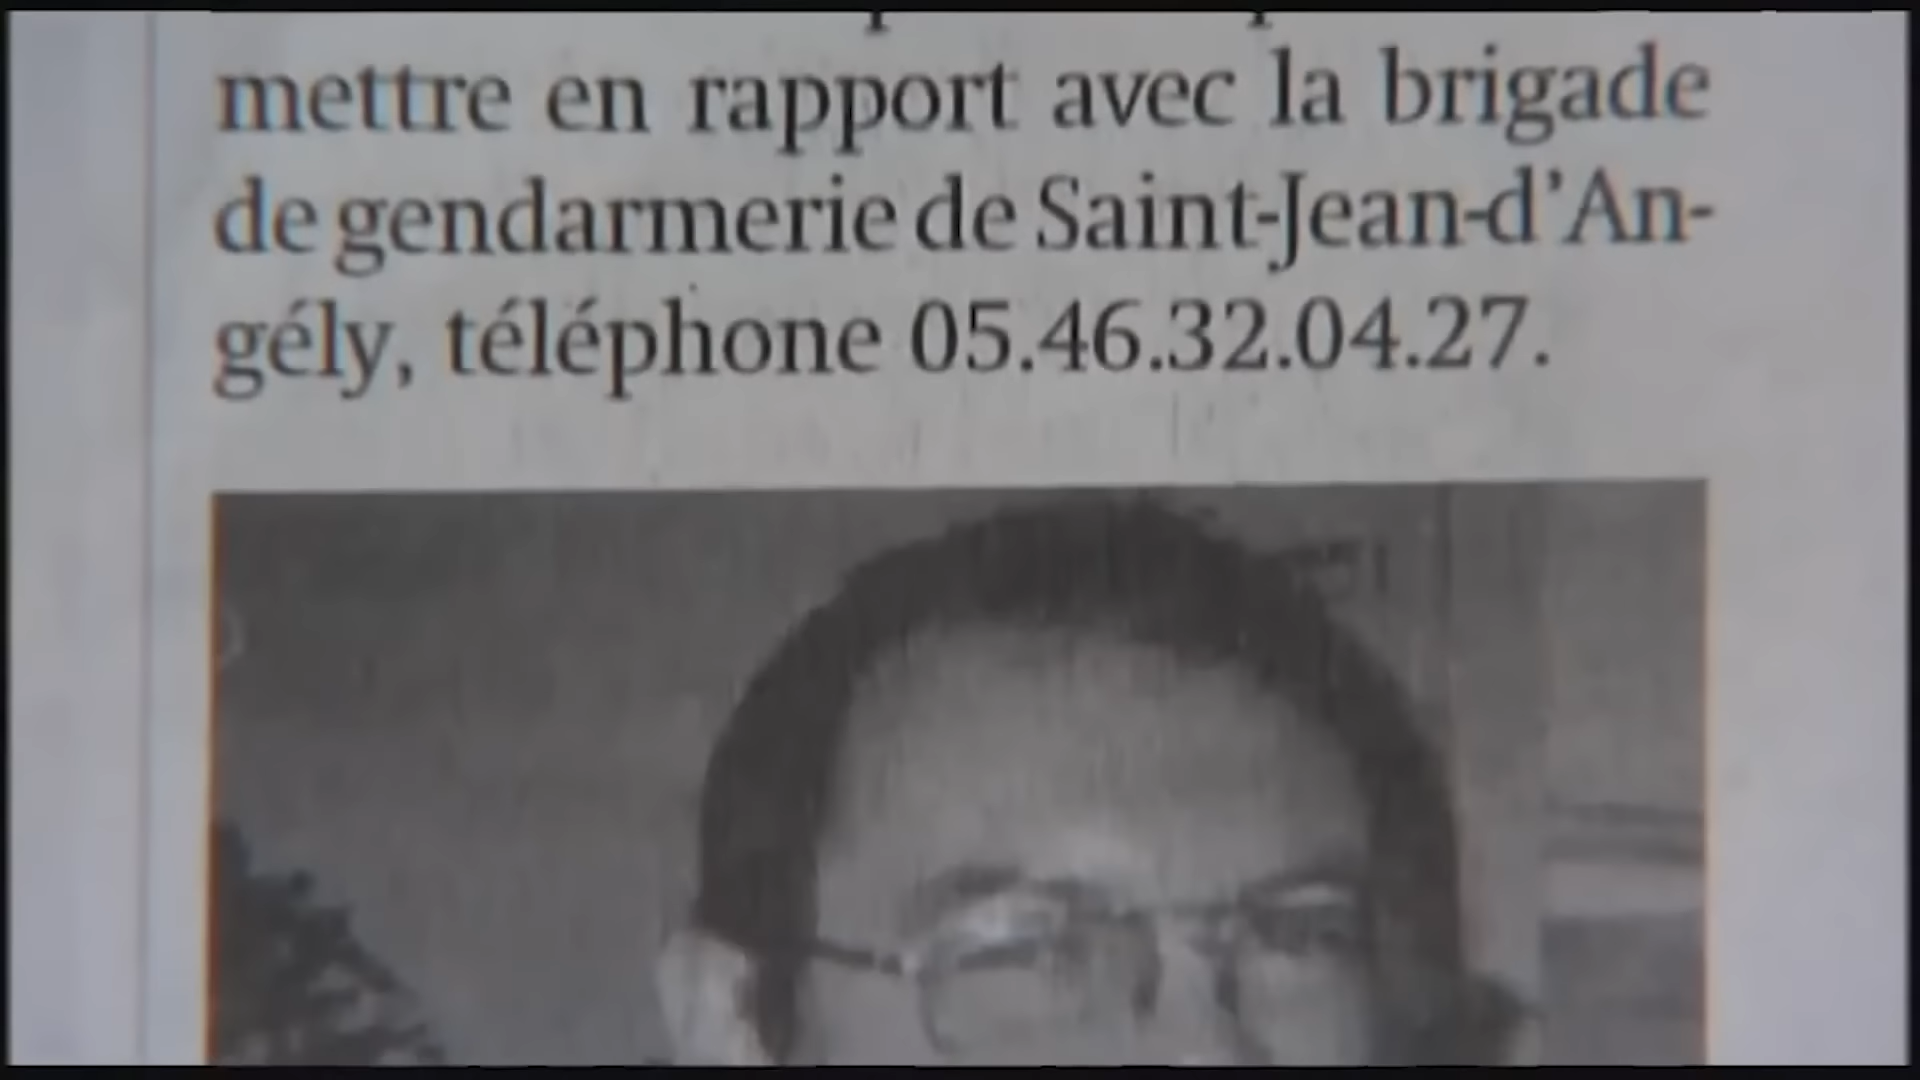 mettre en rapport avec la brigade
de gendarmerie de Saint-Jean-d'An-
gély, téléphone 05.46.32.04.27.